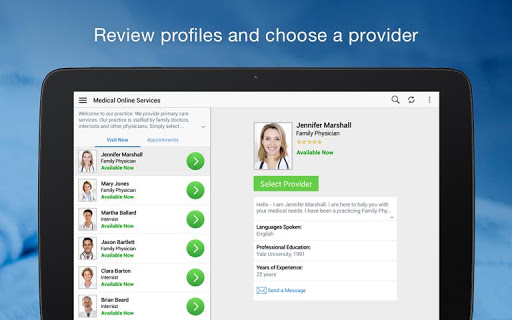 Review profiles and choose a provider
Medical Online Services
Welcome to our practice. We provide primary care
services. Our practice is staffed by family doctors,
internists and other physicians. Simply select ...
Visit Now
Appointments
Jennifer Marshall
Family Physician
Available Now
Mary Jones
Family Physician
Available Now
Martha Ballard
Internist
Available Now
Jason Bartlett
Family Physician
Available Now
Clara Barton
Internist
Available Now
Brian Beard
Internist
Available Now
Jennifer Marshall
Family Physician
Available Now
Select Provider
Hello - I am Jennifer Marshall. I am here to help you with
your medical needs. I have been a practicing Family Phy...
Languages Spoken:
English
Professional Education:
Yale University, 1991
Years of Experience:
22 years
Send a Message